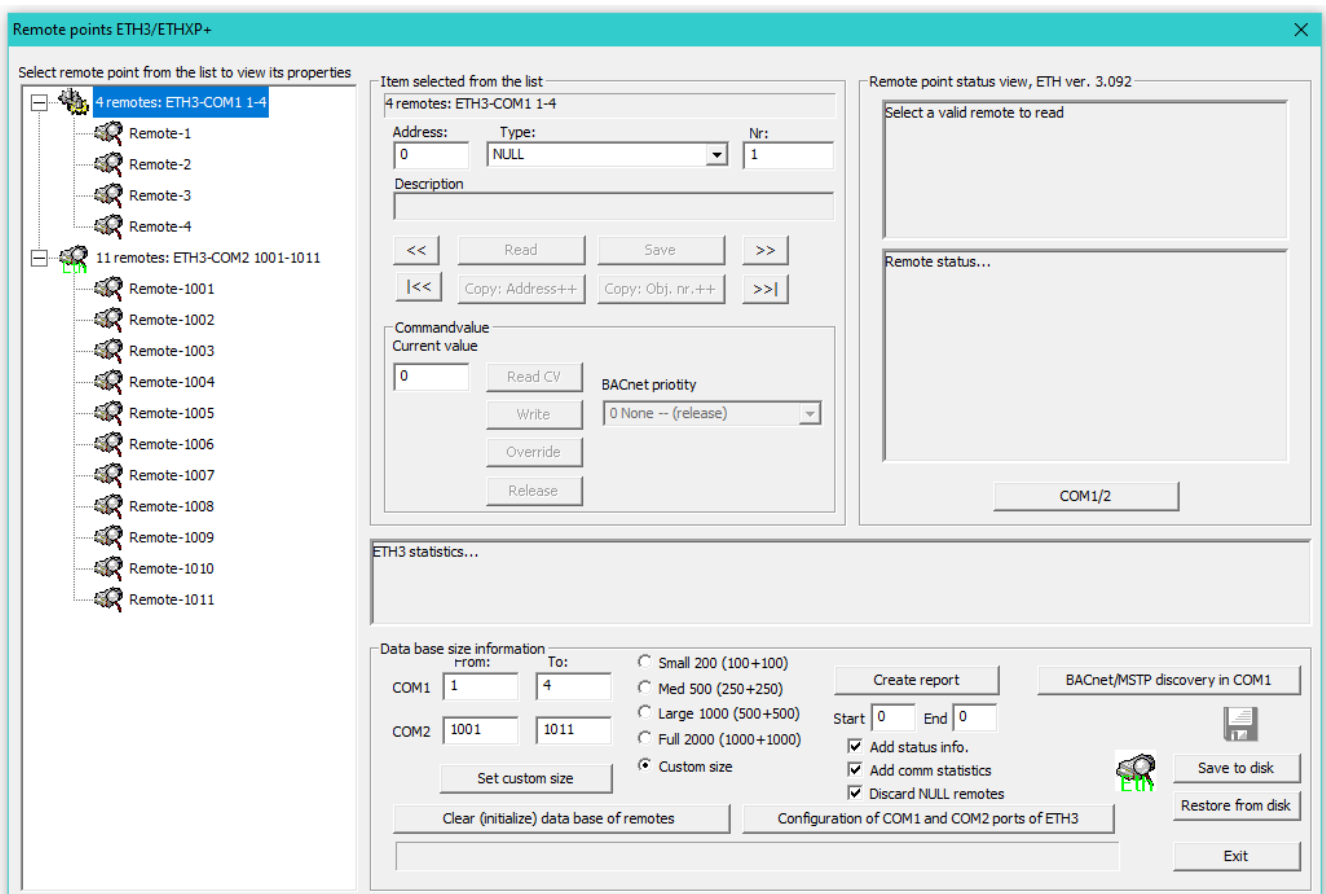 Remote points ETH3/ETHXP+
Select remote point from the list to view its properties
4 remotes: ETH3-COM1 1-4
Remote-1
Remote-2
Remote-3
Remote-4
Eth
11 remotes: ETH3-COM2 1001-1011
Remote-1001
Remote-1002
Remote-1003
Remote-1004
Remote-1005
Remote-1006
Remote-1007
Remote-1008
Remote-1009
Remote-1010
Remote-1011
Item selected from the list
4 remotes: ETH3-COM1 1-4
Address: Type: Nr:
0 NULL 1
Description
<< Read Save >>
|<< Copy: Address++ Copy: Obj. nr.++ >>|
Commandvalue
Current value
0 Read CV BACnet priotity
Write 0 None -- (release)
Override
Release
Remote point status view, ETH ver. 3.092
Select a valid remote to read
Remote status...
COM1/2
ETH3 statistics...
Data base size information
From: To:
COM1 1 4
COM2 1001 1011
Set custom size
Small 200 (100+100)
Med 500 (250+250)
Large 1000 (500+500)
Full 2000 (1000+1000)
Custom size
Create report
Start 0 End 0
Add status info.
Add comm statistics
Discard NULL remotes
BACnet/MSTP discovery in COM1
Eth
Save to disk
Restore from disk
Clear (initialize) data base of remotes
Configuration of COM1 and COM2 ports of ETH3
Exit